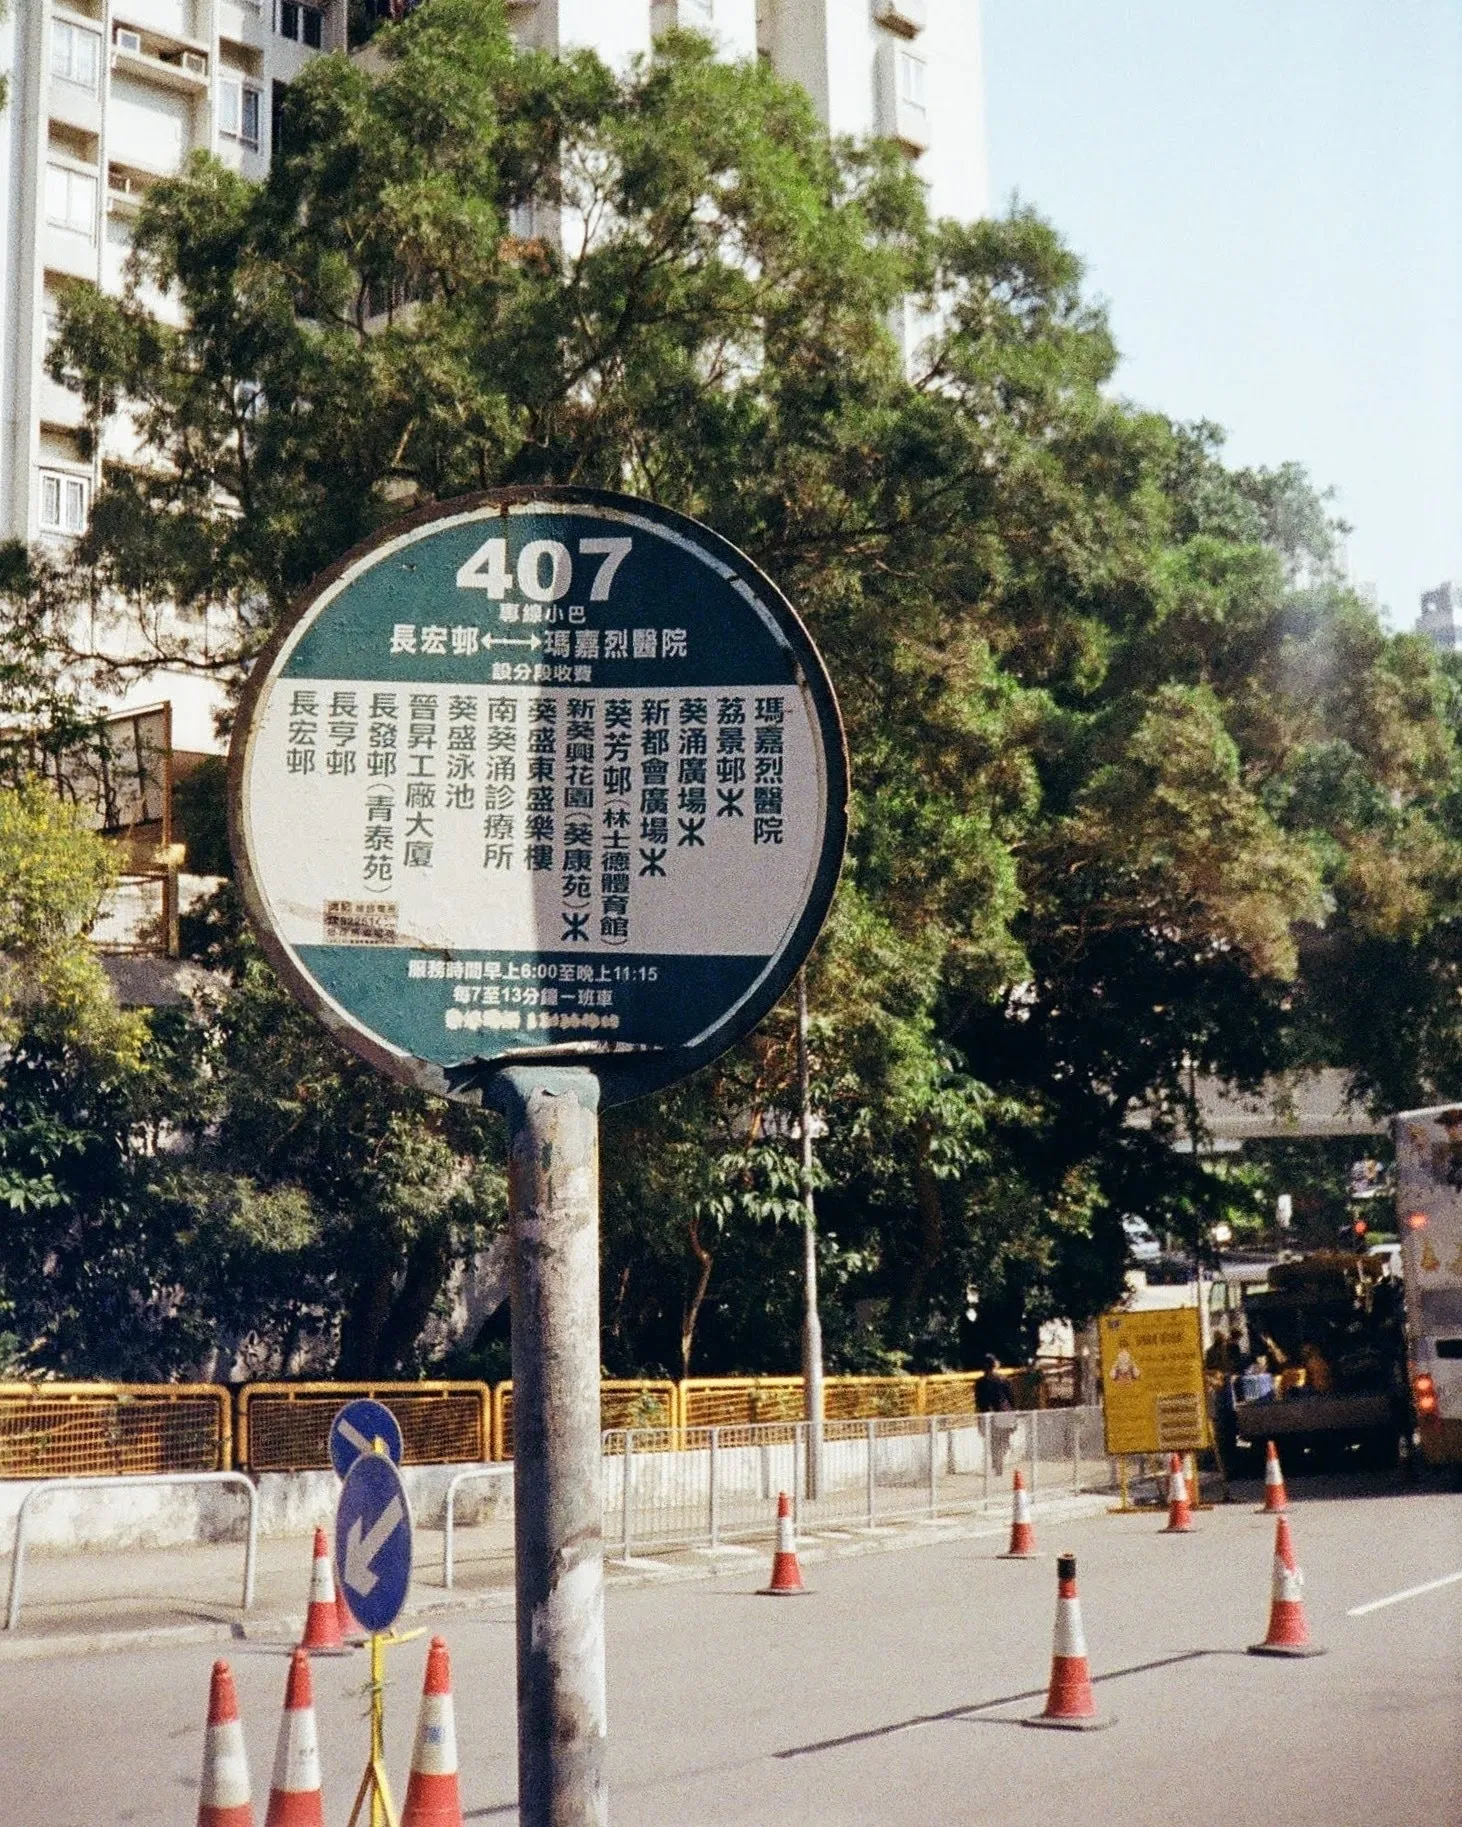 407
專線小巴
長宏邨⟷瑪嘉烈醫院
設分段收費
瑪嘉烈醫院
荔景邨
葵涌廣場
新都會廣場
葵芳邨(林士德體育館)
新葵興花園(葵康苑)
葵盛東盛樂樓
南葵涌診療所
葵盛泳池
晉昇工廠大廈
長發邨(青泰苑)
長亨邨
長宏邨
服務時間早上6:00至晚上11:15
每7至13分鐘一班車